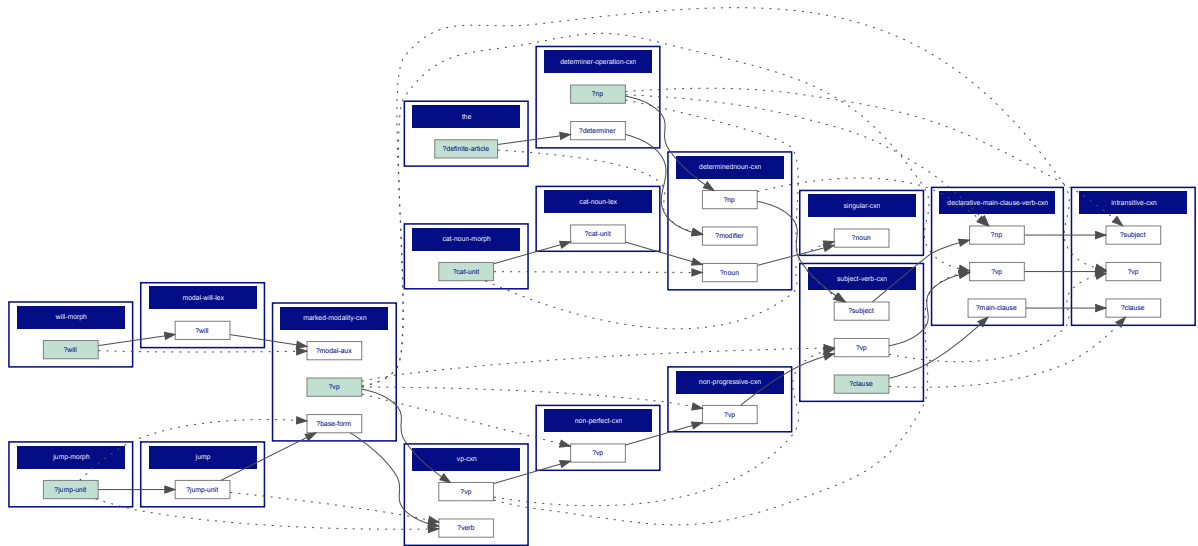 will-morph
?will
jump-morph
?jump-unit
modal-will-lex
?will
jump
?jump-unit
marked-modality-cxn
?modal-aux
?vp
?base-form
the
?definite-article
cat-noun-morph
?cat-unit
vp-cxn
?vp
?verb
determiner-operation-cxn
?np
?determiner
cat-noun-lex
?cat-unit
non-perfect-cxn
?vp
determinednoun-cxn
?np
?modifier
?noun
non-progressive-cxn
?vp
singular-cxn
?noun
subject-verb-cxn
?subject
?vp
?clause
declarative-main-clause-verb-cxn
?np
?vp
?main-clause
intransitive-cxn
?subject
?vp
?clause